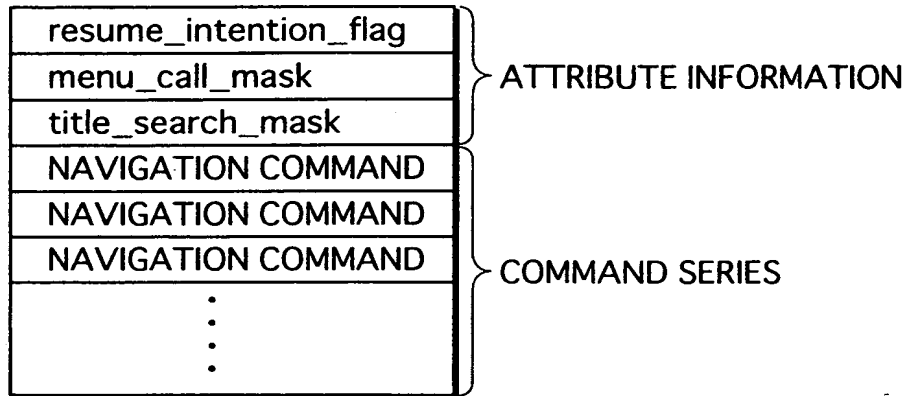 resume_intention_flag
menu_call_mask
title_search_mask
ATTRIBUTE INFORMATION
NAVIGATION COMMAND
NAVIGATION COMMAND
NAVIGATION COMMAND
COMMAND SERIES